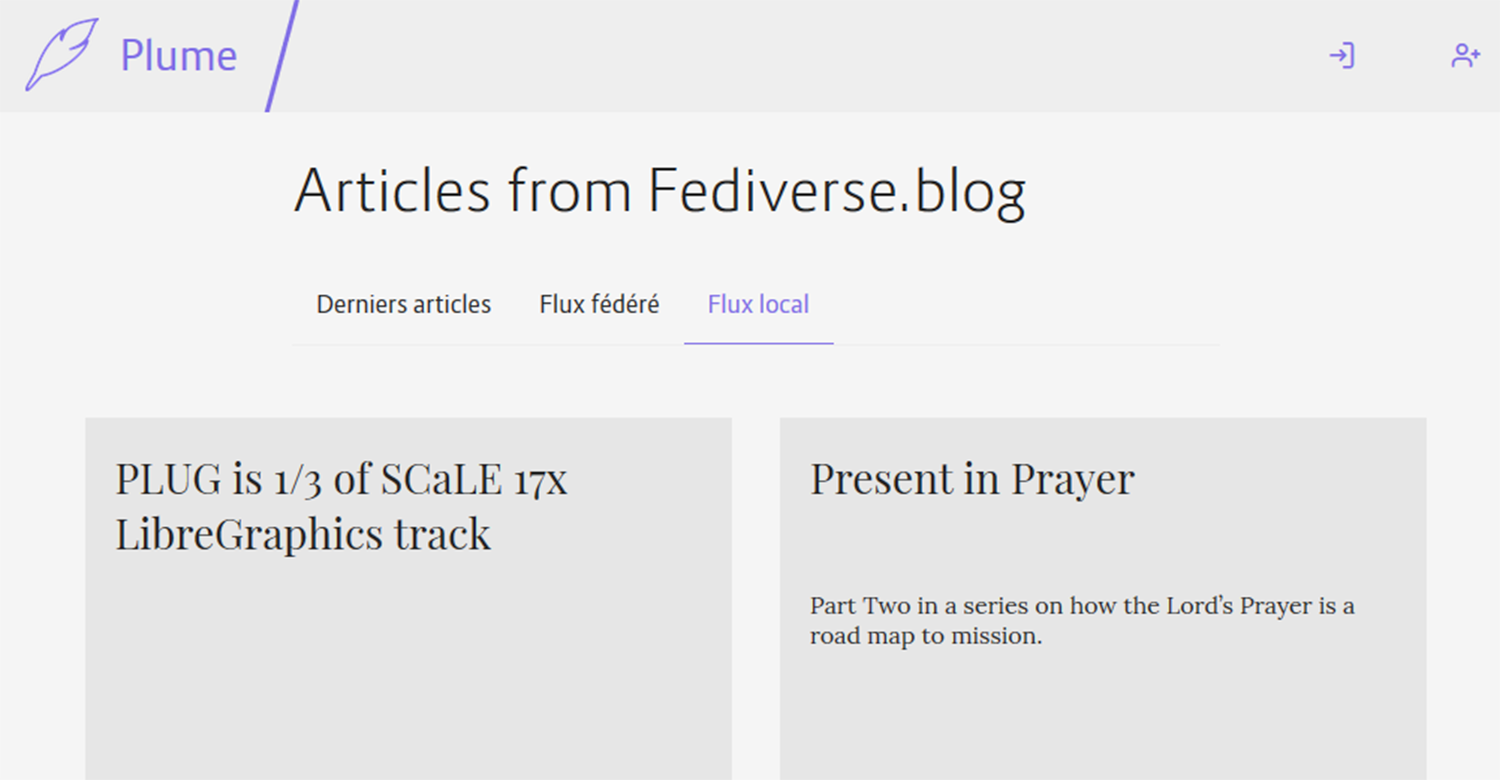 Plume
Articles from Fediverse.blog
Derniers articles
Flux fédéré
Flux local
PLUG is 1/3 of SCaLE 17x
LibreGraphics track
Present in Prayer
Part Two in a series on how the Lord’s Prayer is a
road map to mission.